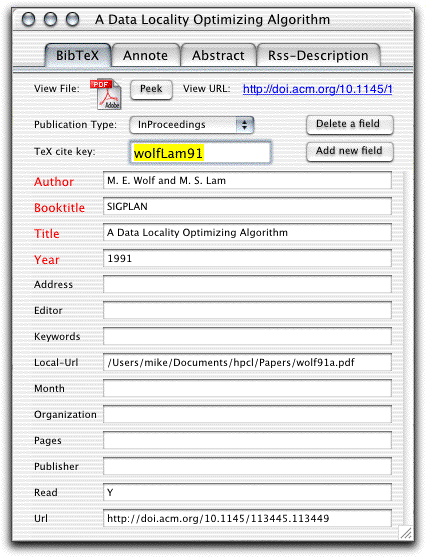 A Data Locality Optimizing Algorithm
BibTeX Annote Abstract Rss-Description
View File: PDF Adobe Peek View URL: http://doi.acm.org/10.1145/1
Publication Type: InProceedings Delete a field
TeX cite key: wolfLam91 Add new field
Author M. E. Wolf and M. S. Lam
Booktitle SIGPLAN
Title A Data Locality Optimizing Algorithm
Year 1991
Address
Editor
Keywords
Local-Url /Users/mike/Documents/hpcl/Papers/wolf91a.pdf
Month
Organization
Pages
Publisher
Read Y
Url http://doi.acm.org/10.1145/113445.113449